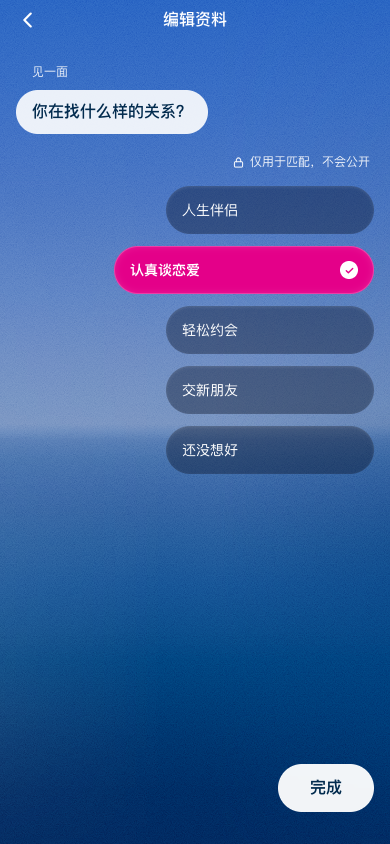 编辑资料
见一面
你在找什么样的关系？
仅用于匹配，不会公开
人生伴侣
认真谈恋爱
轻松约会
交新朋友
还没想好
完成